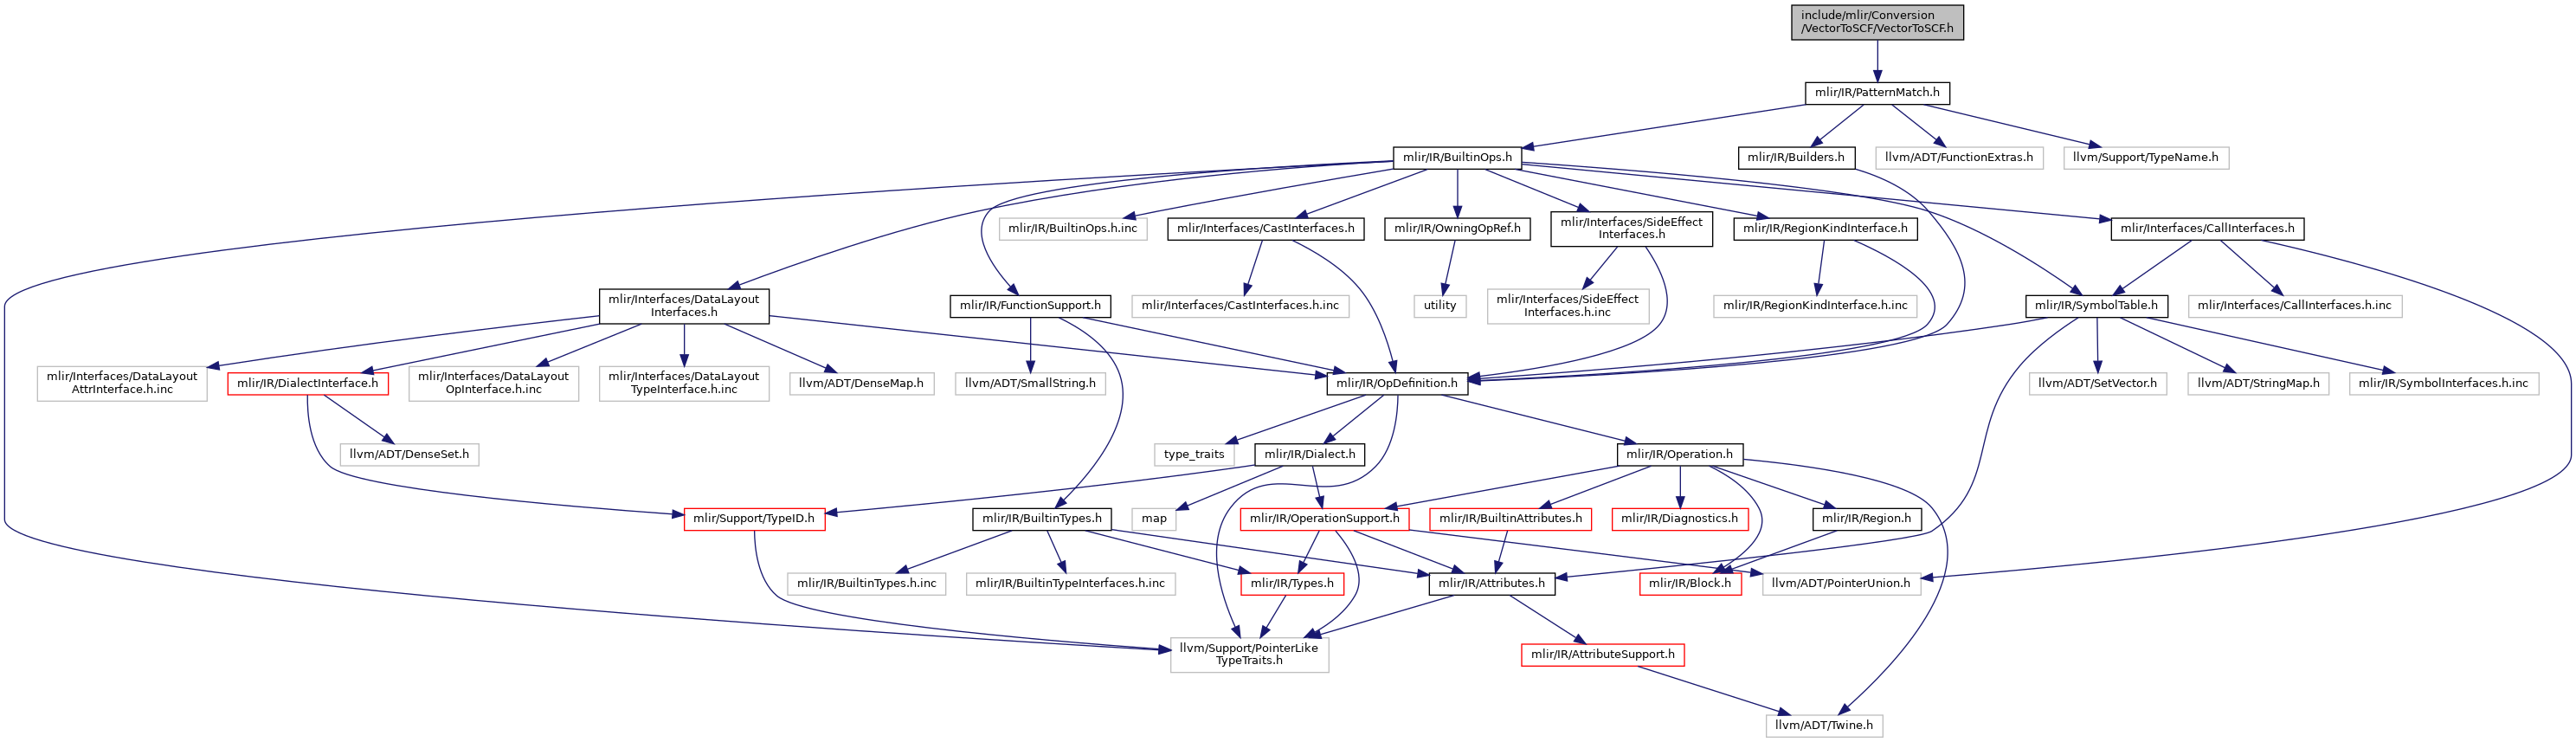 include/mlir/Conversion
/VectorToSCF/VectorToSCF.h
mlir/IR/PatternMatch.h
mlir/IR/BuiltinOps.h
mlir/IR/Builders.h
llvm/ADT/FunctionExtras.h
llvm/Support/TypeName.h
mlir/IR/BuiltinOps.h.inc
mlir/Interfaces/CastInterfaces.h
mlir/IR/OwningOpRef.h
mlir/Interfaces/SideEffect
Interfaces.h
mlir/IR/RegionKindInterface.h
mlir/Interfaces/CallInterfaces.h
mlir/Interfaces/DataLayout
Interfaces.h
mlir/IR/FunctionSupport.h
mlir/Interfaces/CastInterfaces.h.inc
utility
mlir/Interfaces/SideEffect
Interfaces.h.inc
mlir/IR/RegionKindInterface.h.inc
mlir/IR/SymbolTable.h
mlir/Interfaces/CallInterfaces.h.inc
mlir/Interfaces/DataLayout
AttrInterface.h.inc
mlir/IR/DialectInterface.h
mlir/Interfaces/DataLayout
OpInterface.h.inc
mlir/Interfaces/DataLayout
TypeInterface.h.inc
llvm/ADT/DenseMap.h
llvm/ADT/SmallString.h
mlir/IR/OpDefinition.h
llvm/ADT/SetVector.h
llvm/ADT/StringMap.h
mlir/IR/SymbolInterfaces.h.inc
llvm/ADT/DenseSet.h
type_traits
mlir/IR/Dialect.h
mlir/IR/Operation.h
mlir/Support/TypeID.h
mlir/IR/BuiltinTypes.h
map
mlir/IR/OperationSupport.h
mlir/IR/BuiltinAttributes.h
mlir/IR/Diagnostics.h
mlir/IR/Region.h
mlir/IR/BuiltinTypes.h.inc
mlir/IR/BuiltinTypeInterfaces.h.inc
mlir/IR/Types.h
mlir/IR/Attributes.h
mlir/IR/Block.h
llvm/ADT/PointerUnion.h
llvm/Support/PointerLike
TypeTraits.h
mlir/IR/AttributeSupport.h
llvm/ADT/Twine.h